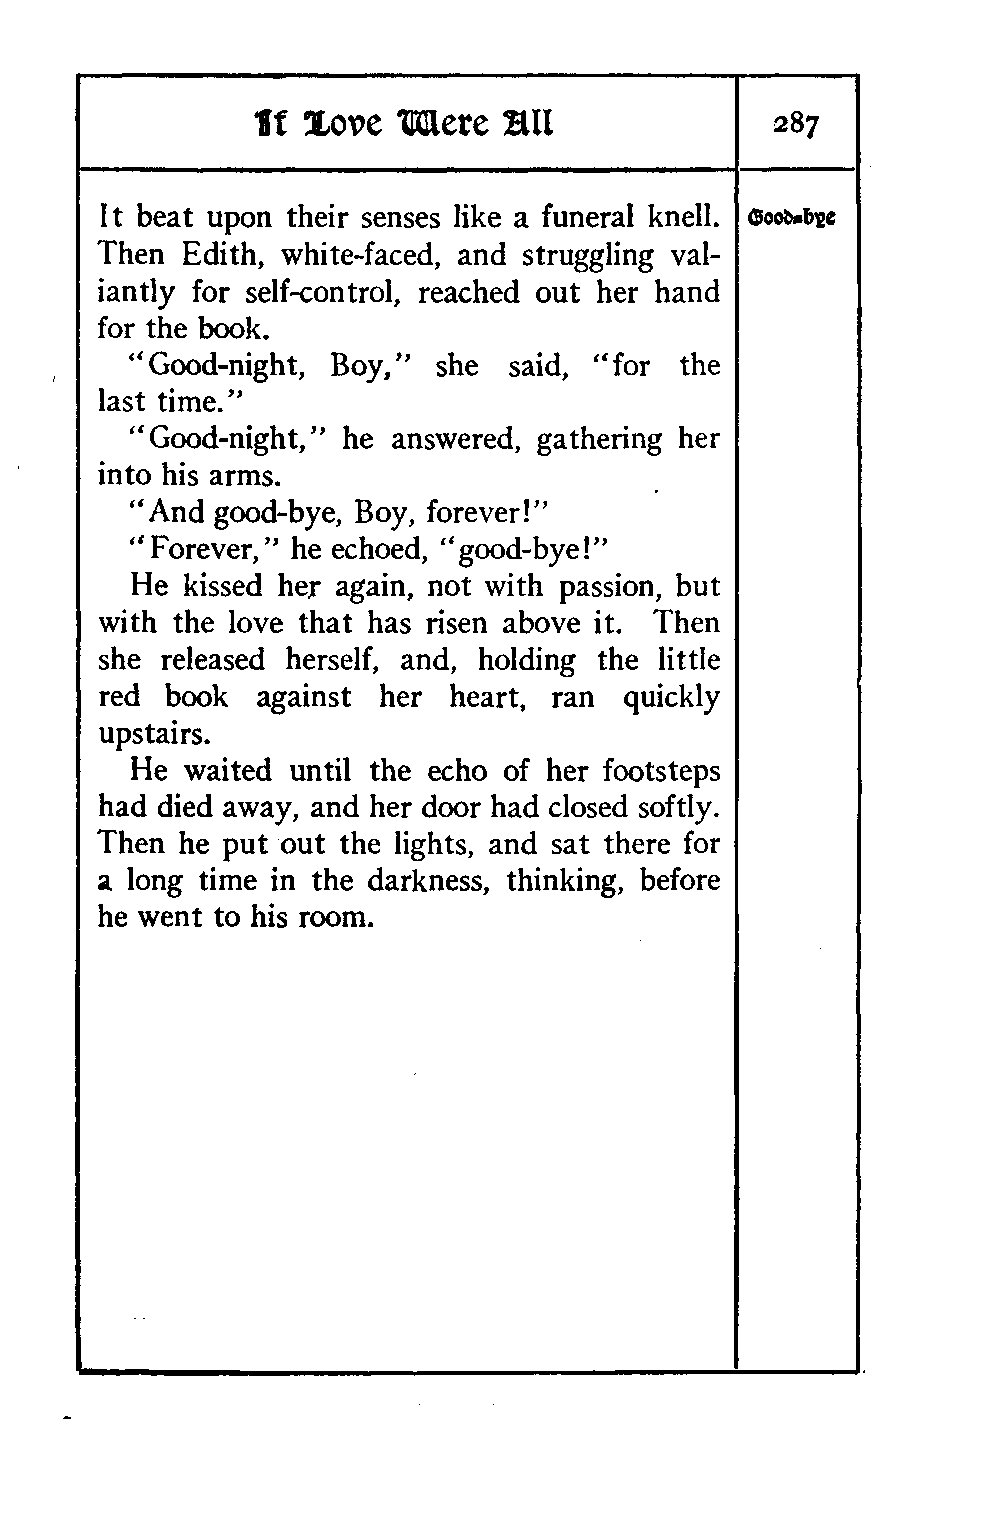 If Love Were All
287
It beat upon their senses like a funeral knell.
Good-bye
Then Edith, white-faced, and struggling val-
iantly for self-control, reached out her hand
for the book.
"Good-night, Boy," she said, "for the
last time."
"Good-night," he answered, gathering her
into his arms.
"And good-bye, Boy, forever!"
"Forever," he echoed, "good-bye!"
He kissed her again, not with passion, but
with the love that has risen above it. Then
she released herself, and, holding the little
red book against her heart, ran quickly
upstairs.
He waited until the echo of her footsteps
had died away, and her door had closed softly.
Then he put out the lights, and sat there for
a long time in the darkness, thinking, before
he went to his room.